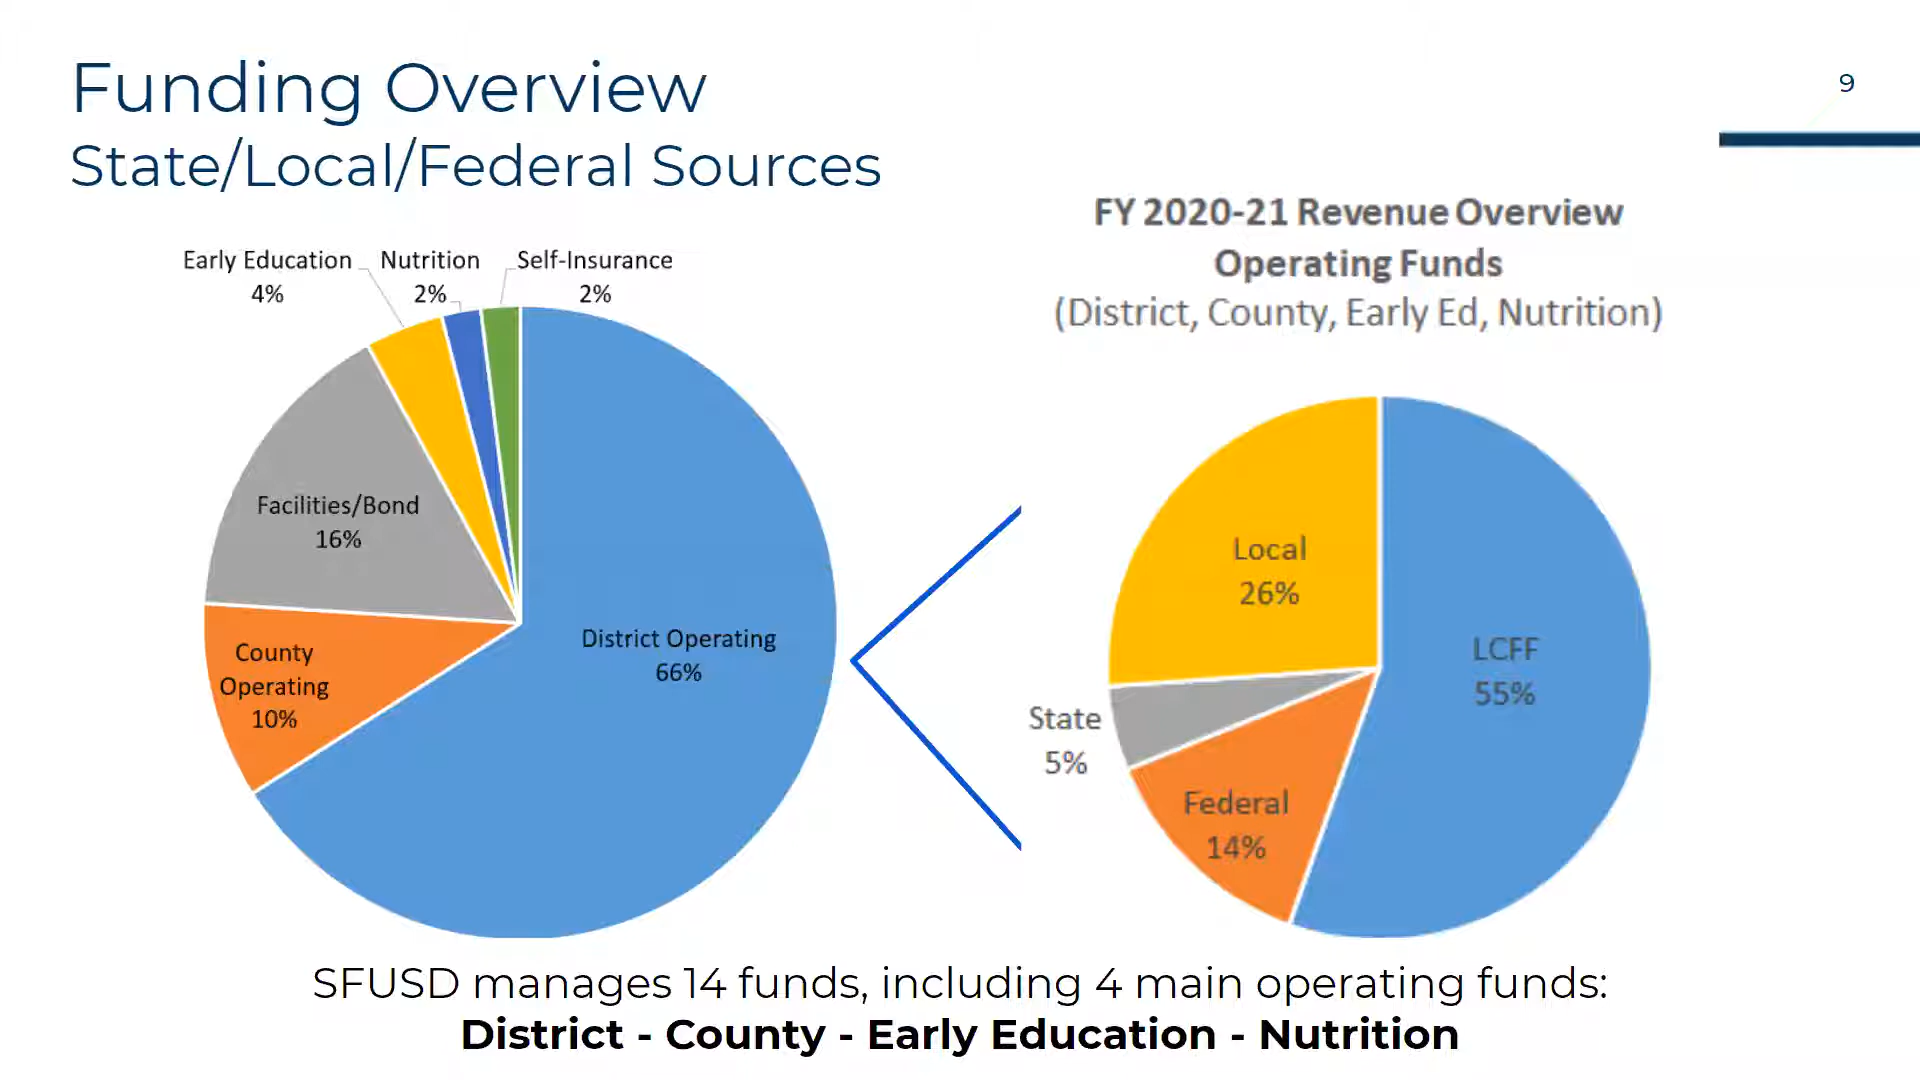 Funding Overview
State/Local/Federal Sources
9
Early Education
4%
Nutrition
2%
Self-Insurance
2%
Facilities/Bond
16%
County
Operating
10%
District Operating
66%
FY 2020-21 Revenue Overview
Operating Funds
(District, County, Early Ed, Nutrition)
Local
26%
LCFF
55%
State
5%
Federal
14%
SFUSD manages 14 funds, including 4 main operating funds:
District - County - Early Education - Nutrition